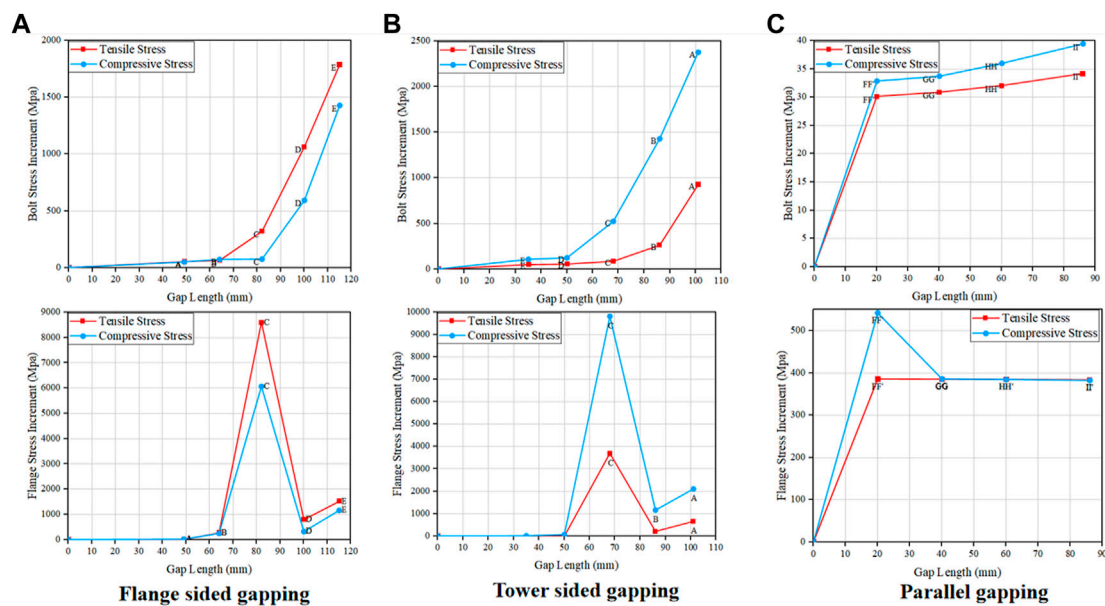 A
B
C
Tensile Stress
Compressive Stress
Bolt Stress Increment (Mpa)
2000
1500
1000
500
0
A
B
C
C
D
D
E
E
0 10 20 30 40 50 60 70 80 90 100 110 120
Gap Length (mm)
Tensile Stress
Compressive Stress
Bolt Stress Increment (Mpa)
2500
2000
1500
1000
500
0
E
E
D
D
C
C
B
B
A
A
0 10 20 30 40 50 60 70 80 90 100 110
Gap Length (mm)
Tensile Stress
Compressive Stress
Bolt Stress Increment (Mpa)
40
35
30
25
20
15
10
5
0
FF'
FF'
GG
GG
HH'
HH'
II'
II'
0 10 20 30 40 50 60 70 80 90
Gap Length (mm)
Tensile Stress
Compressive Stress
Flange Stress Increment (Mpa)
9000
8000
7000
6000
5000
4000
3000
2000
1000
0
A
B
C
C
D
D
E
E
0 10 20 30 40 50 60 70 80 90 100 110 120
Gap Length (mm)
Flange sided gapping
Tensile Stress
Compressive Stress
Flange Stress Increment (Mpa)
10000
9000
8000
7000
6000
5000
4000
3000
2000
1000
0
C
C
B
A
A
0 10 20 30 40 50 60 70 80 90 100 110
Gap Length (mm)
Tower sided gapping
Tensile Stress
Compressive Stress
Flange Stress Increment (Mpa)
500
400
300
200
100
0
FF'
FF'
GG
HH'
II'
0 10 20 30 40 50 60 70 80 90
Gap Length (mm)
Parallel gapping